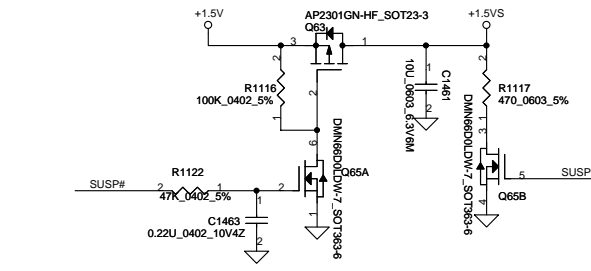 +1.5V
AP2301GN-HF_SOT23-3
Q63
+1.5VS
3
1
2
R1116
100K_0402_5%
2
1
2
C1461
10U_0603_6.3V6M
1
2
R1117
470_0603_5%
2
1
DMN66D0LDW-7_SOT363-6
3
Q65B
5
SUSP
4
DMN66D0LDW-7_SOT363-6
6
Q65A
2
1
SUSP#
2
R1122
1
47K_0402_5%
C1463
0.22U_0402_10V4Z
1
2